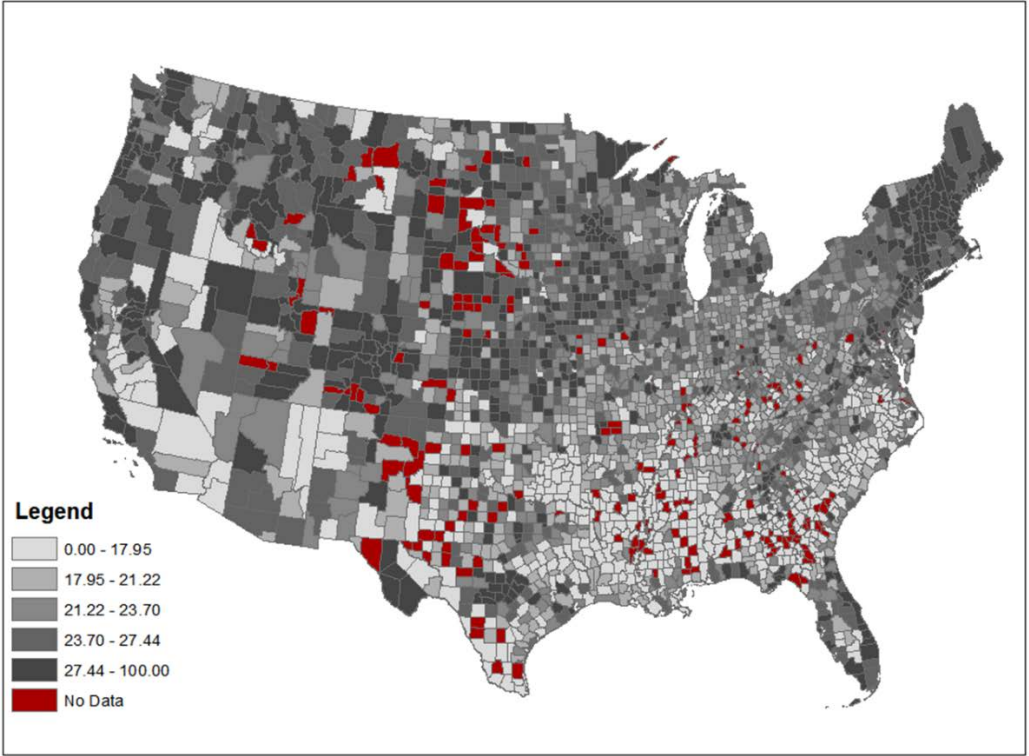 Legend
0.00 - 17.95
17.95 - 21.22
21.22 - 23.70
23.70 - 27.44
27.44 - 100.00
No Data